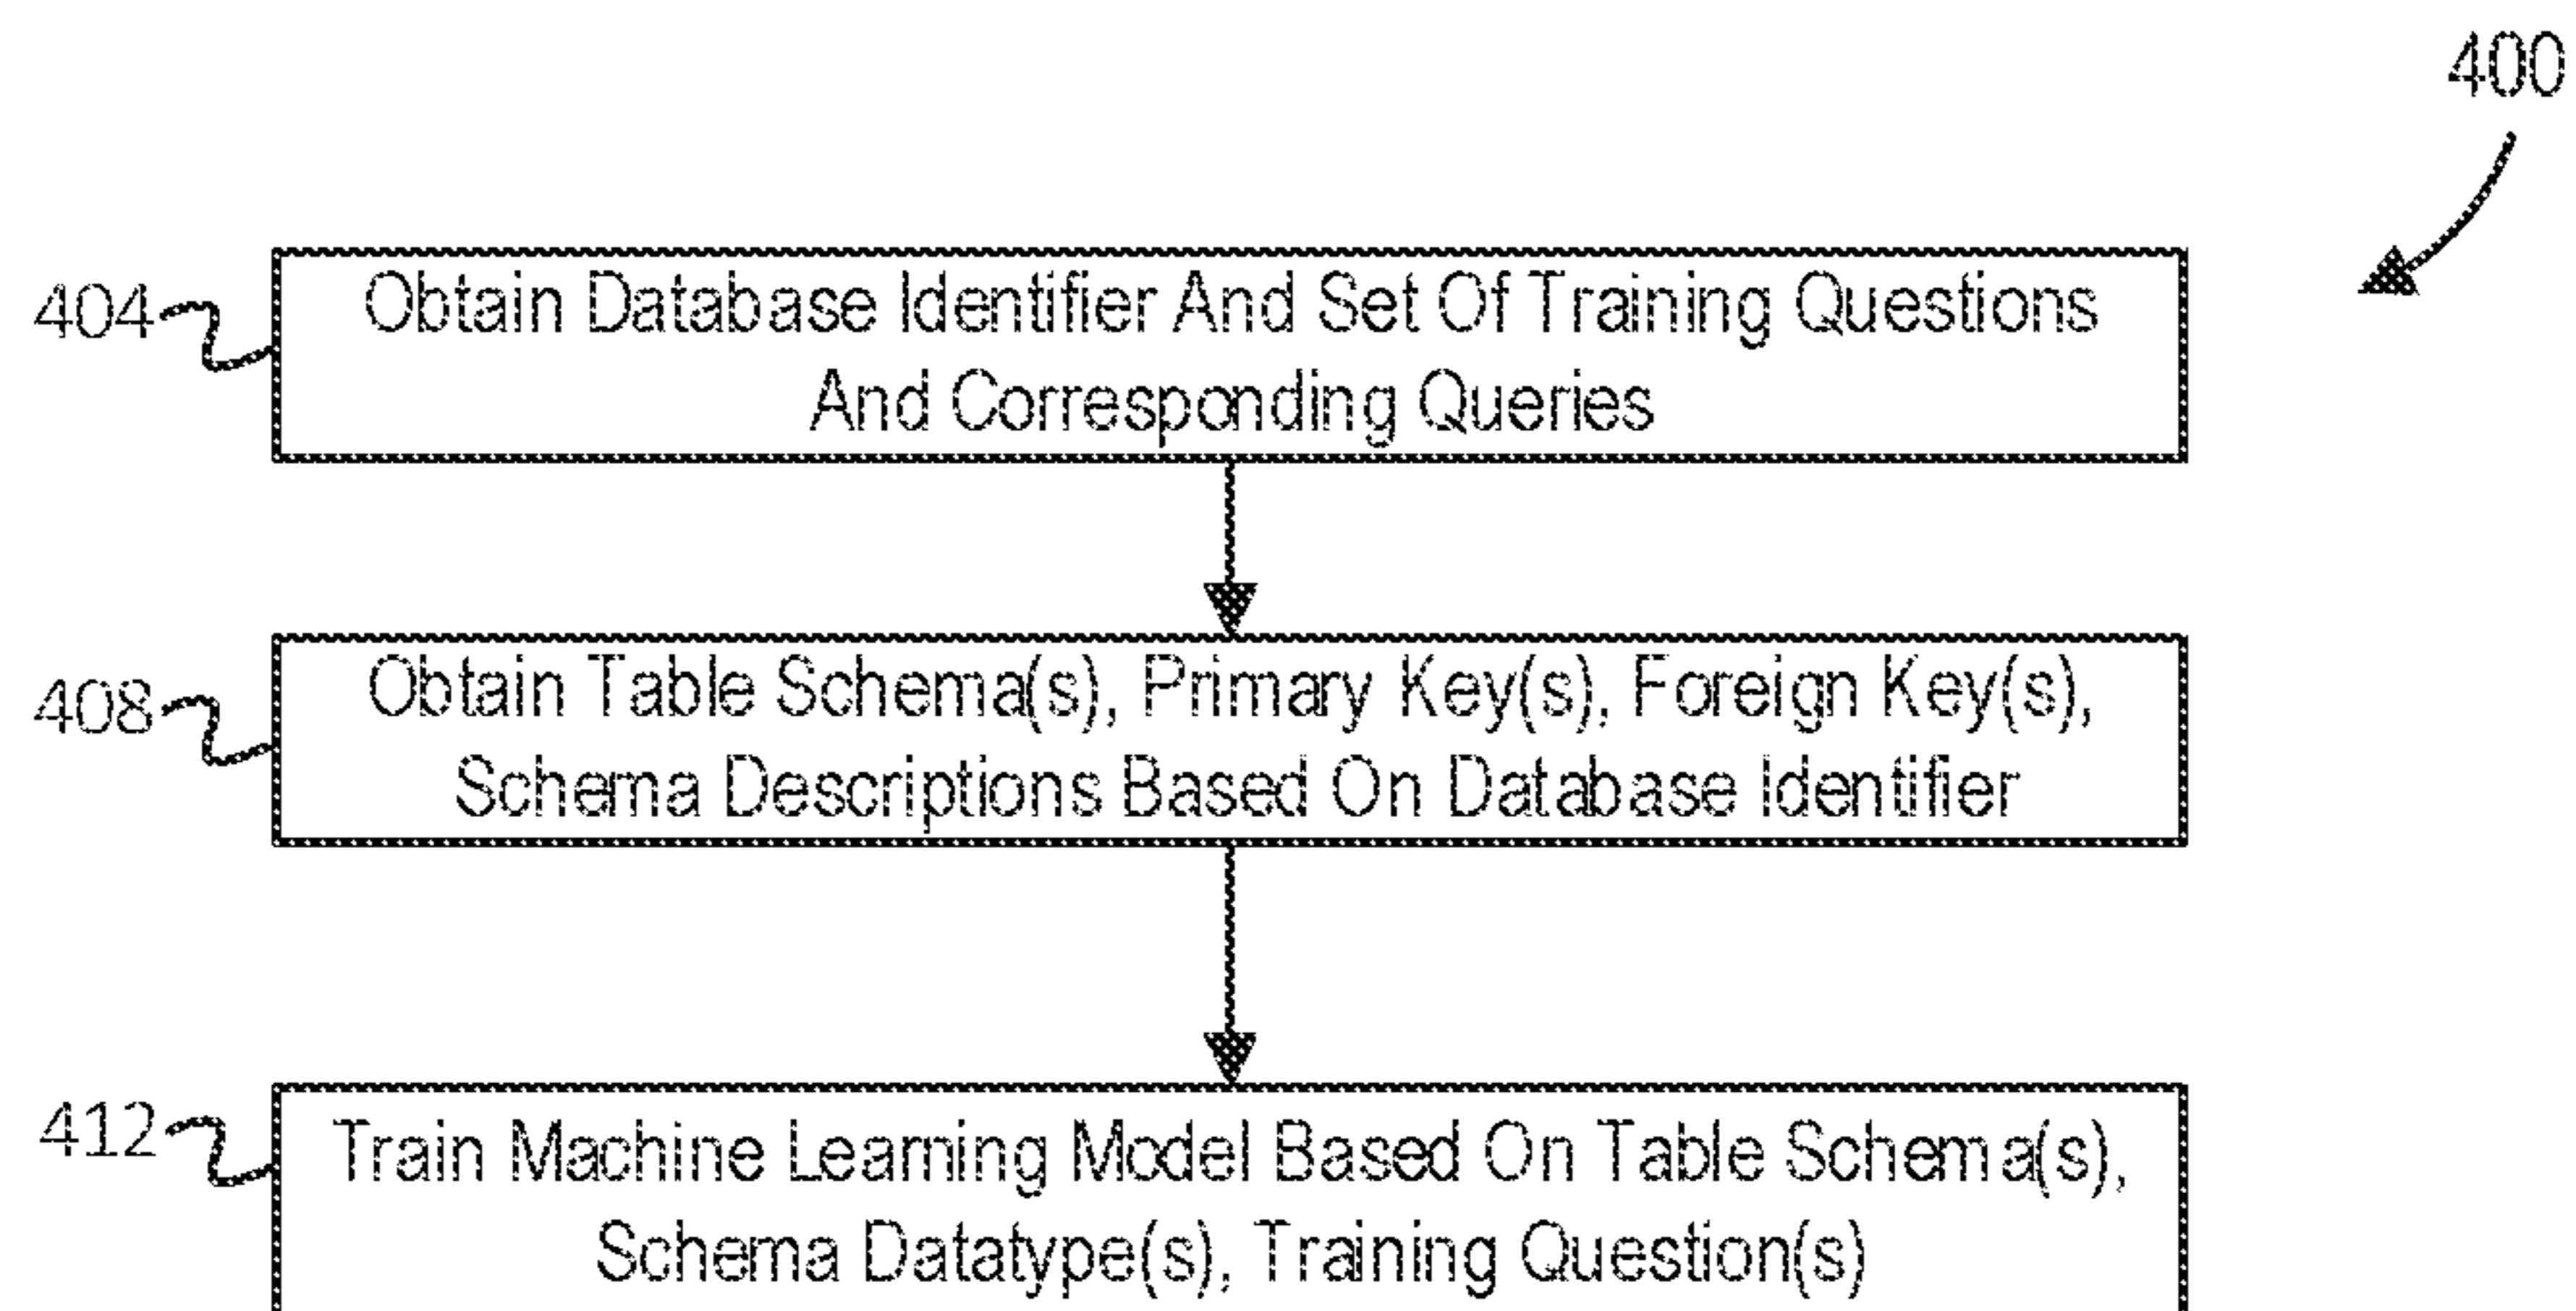 400
404
Obtain Database Identifier And Set Of Training Questions
And Corresponding Queries
408
Obtain Table Schema(s), Primary Key(s), Foreign Key(s),
Schema Descriptions Based On Database Identifier
412
Train Machine Learning Model Based On Table Schema(s),
Schema Datatype(s), Training Question(s)